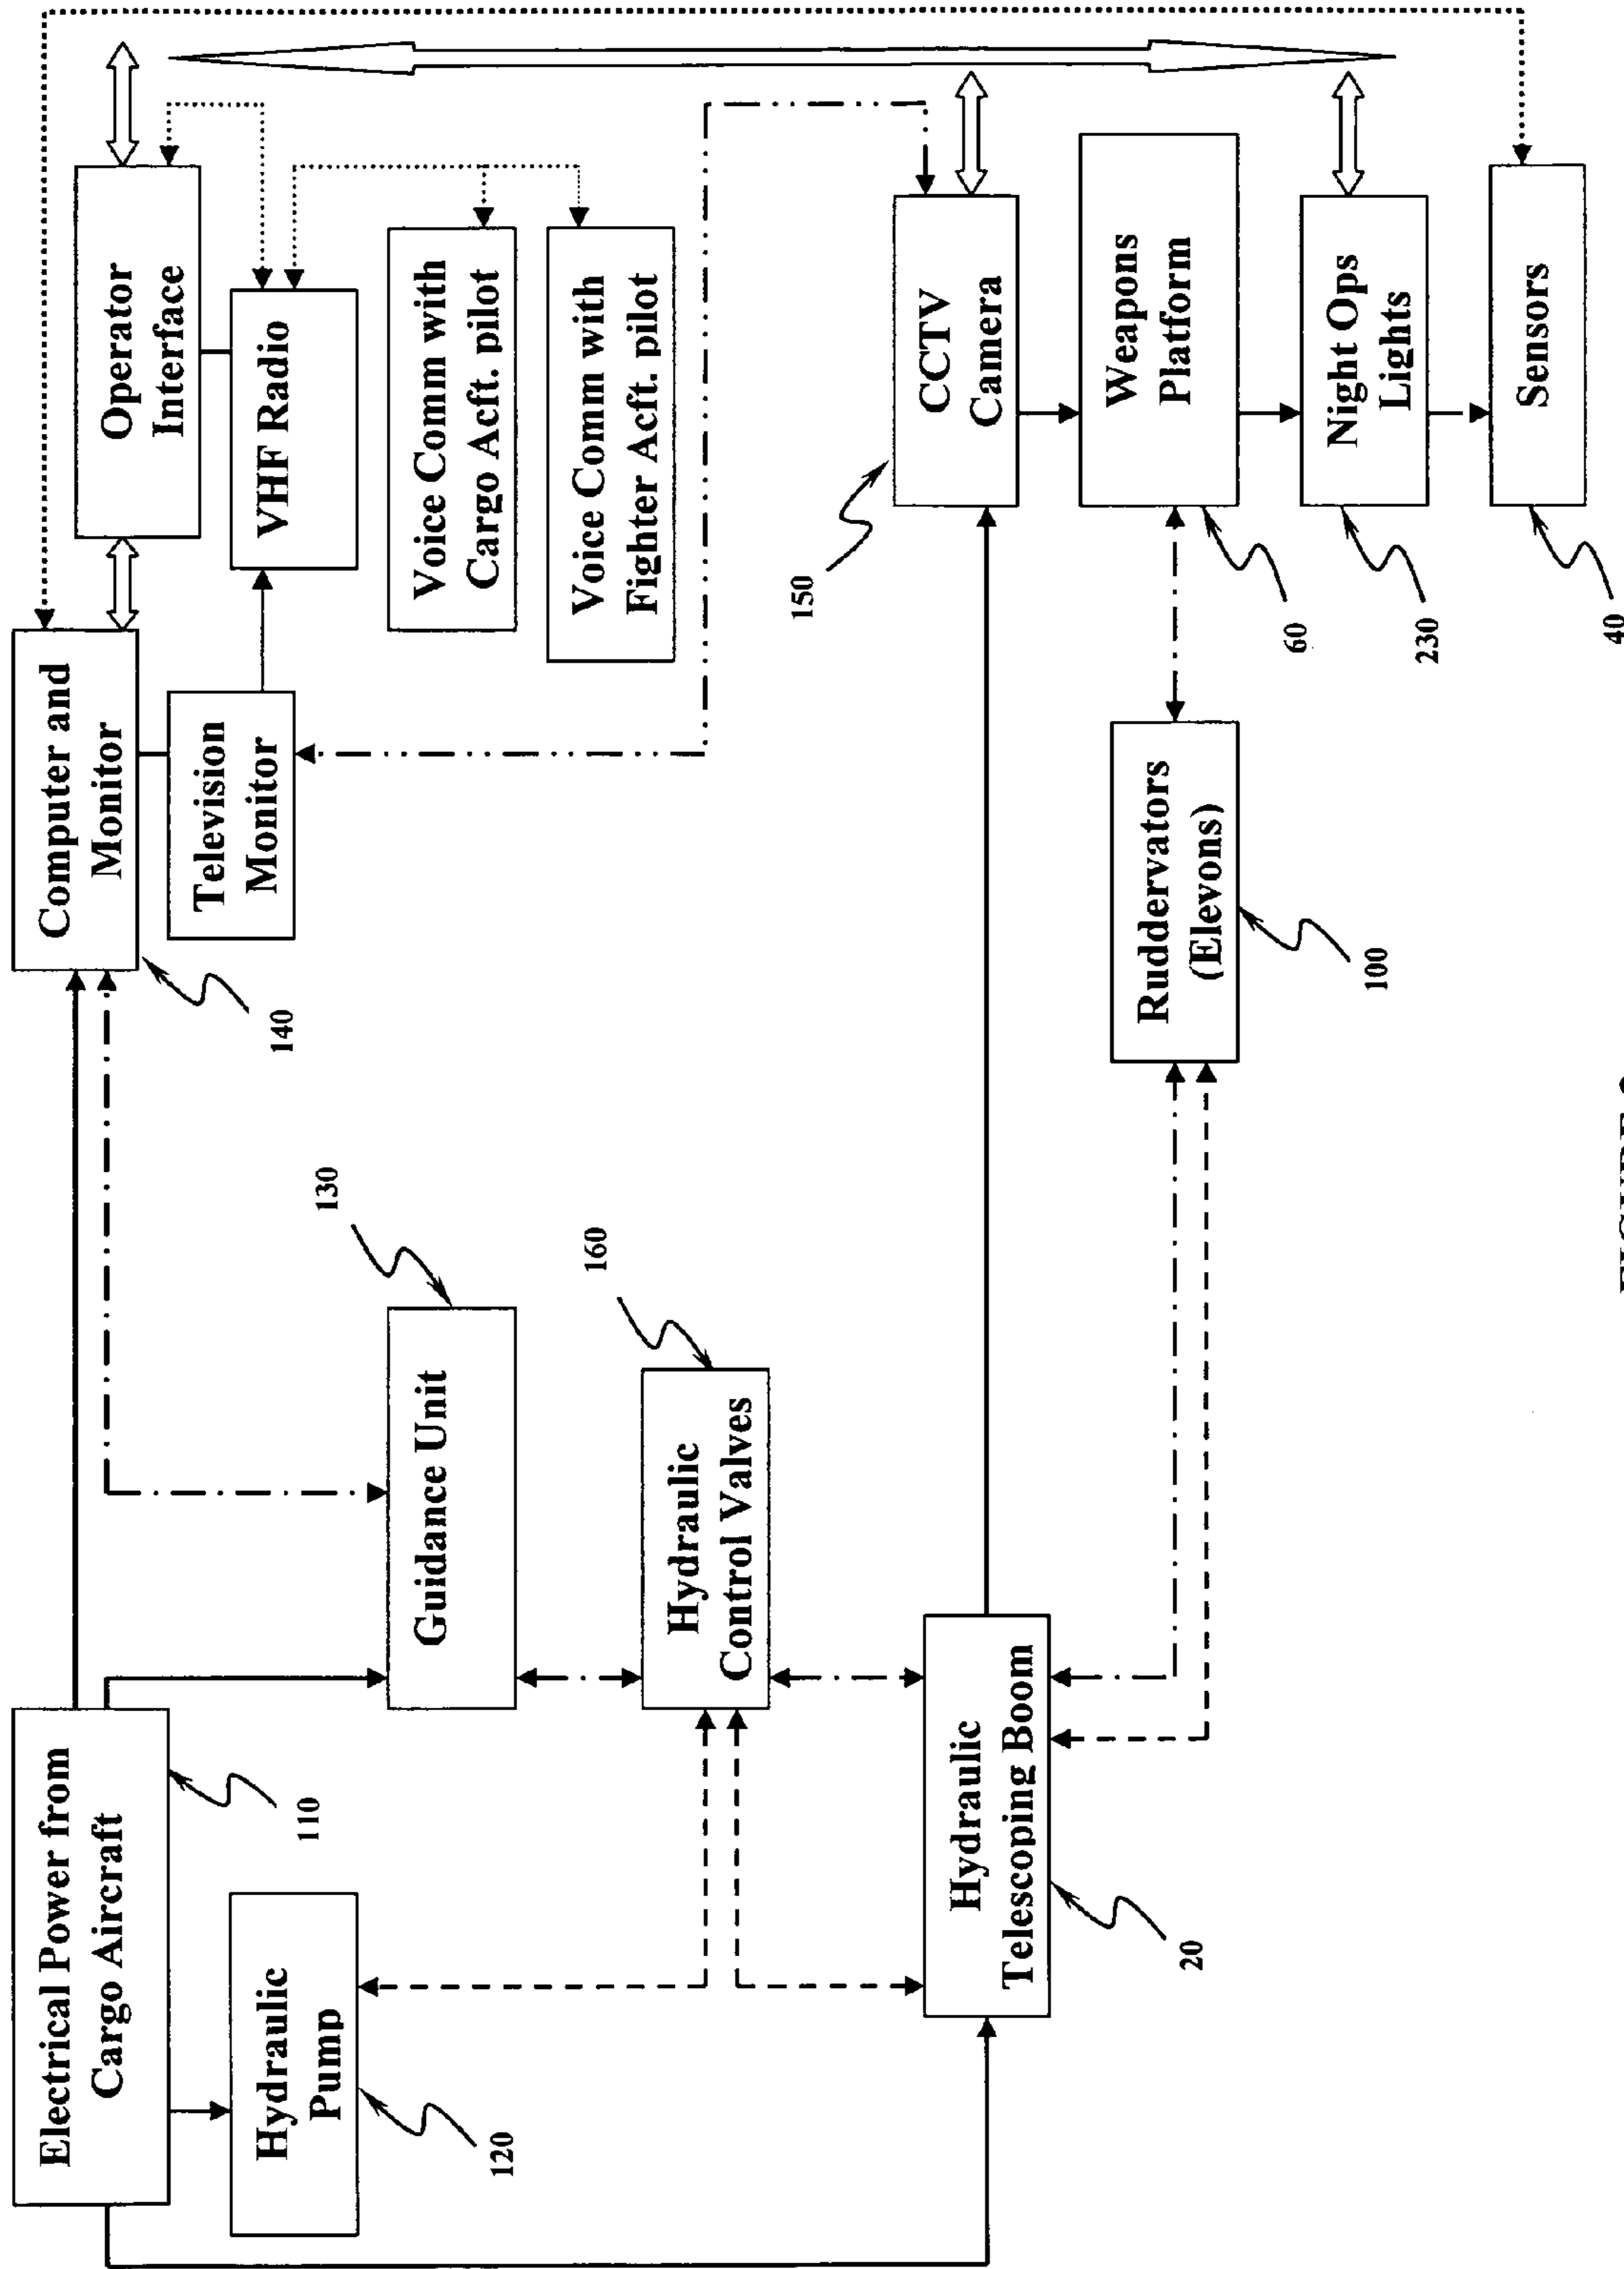 Electrical Power from
Cargo Aircraft
110
Hydraulic
Pump
120
Computer and
Monitor
140
Television
Monitor
Operator
Interface
VHF Radio
Voice Comm with
Cargo Acft. pilot
Voice Comm with
Fighter Acft. pilot
Guidance Unit
130
Hydraulic
Control Valves
160
Hydraulic
Telescoping Boom
20
CCTV
Camera
150
Weapons
Platform
60
Night Ops
Lights
230
Sensors
40
Ruddervators
(Elevons)
100